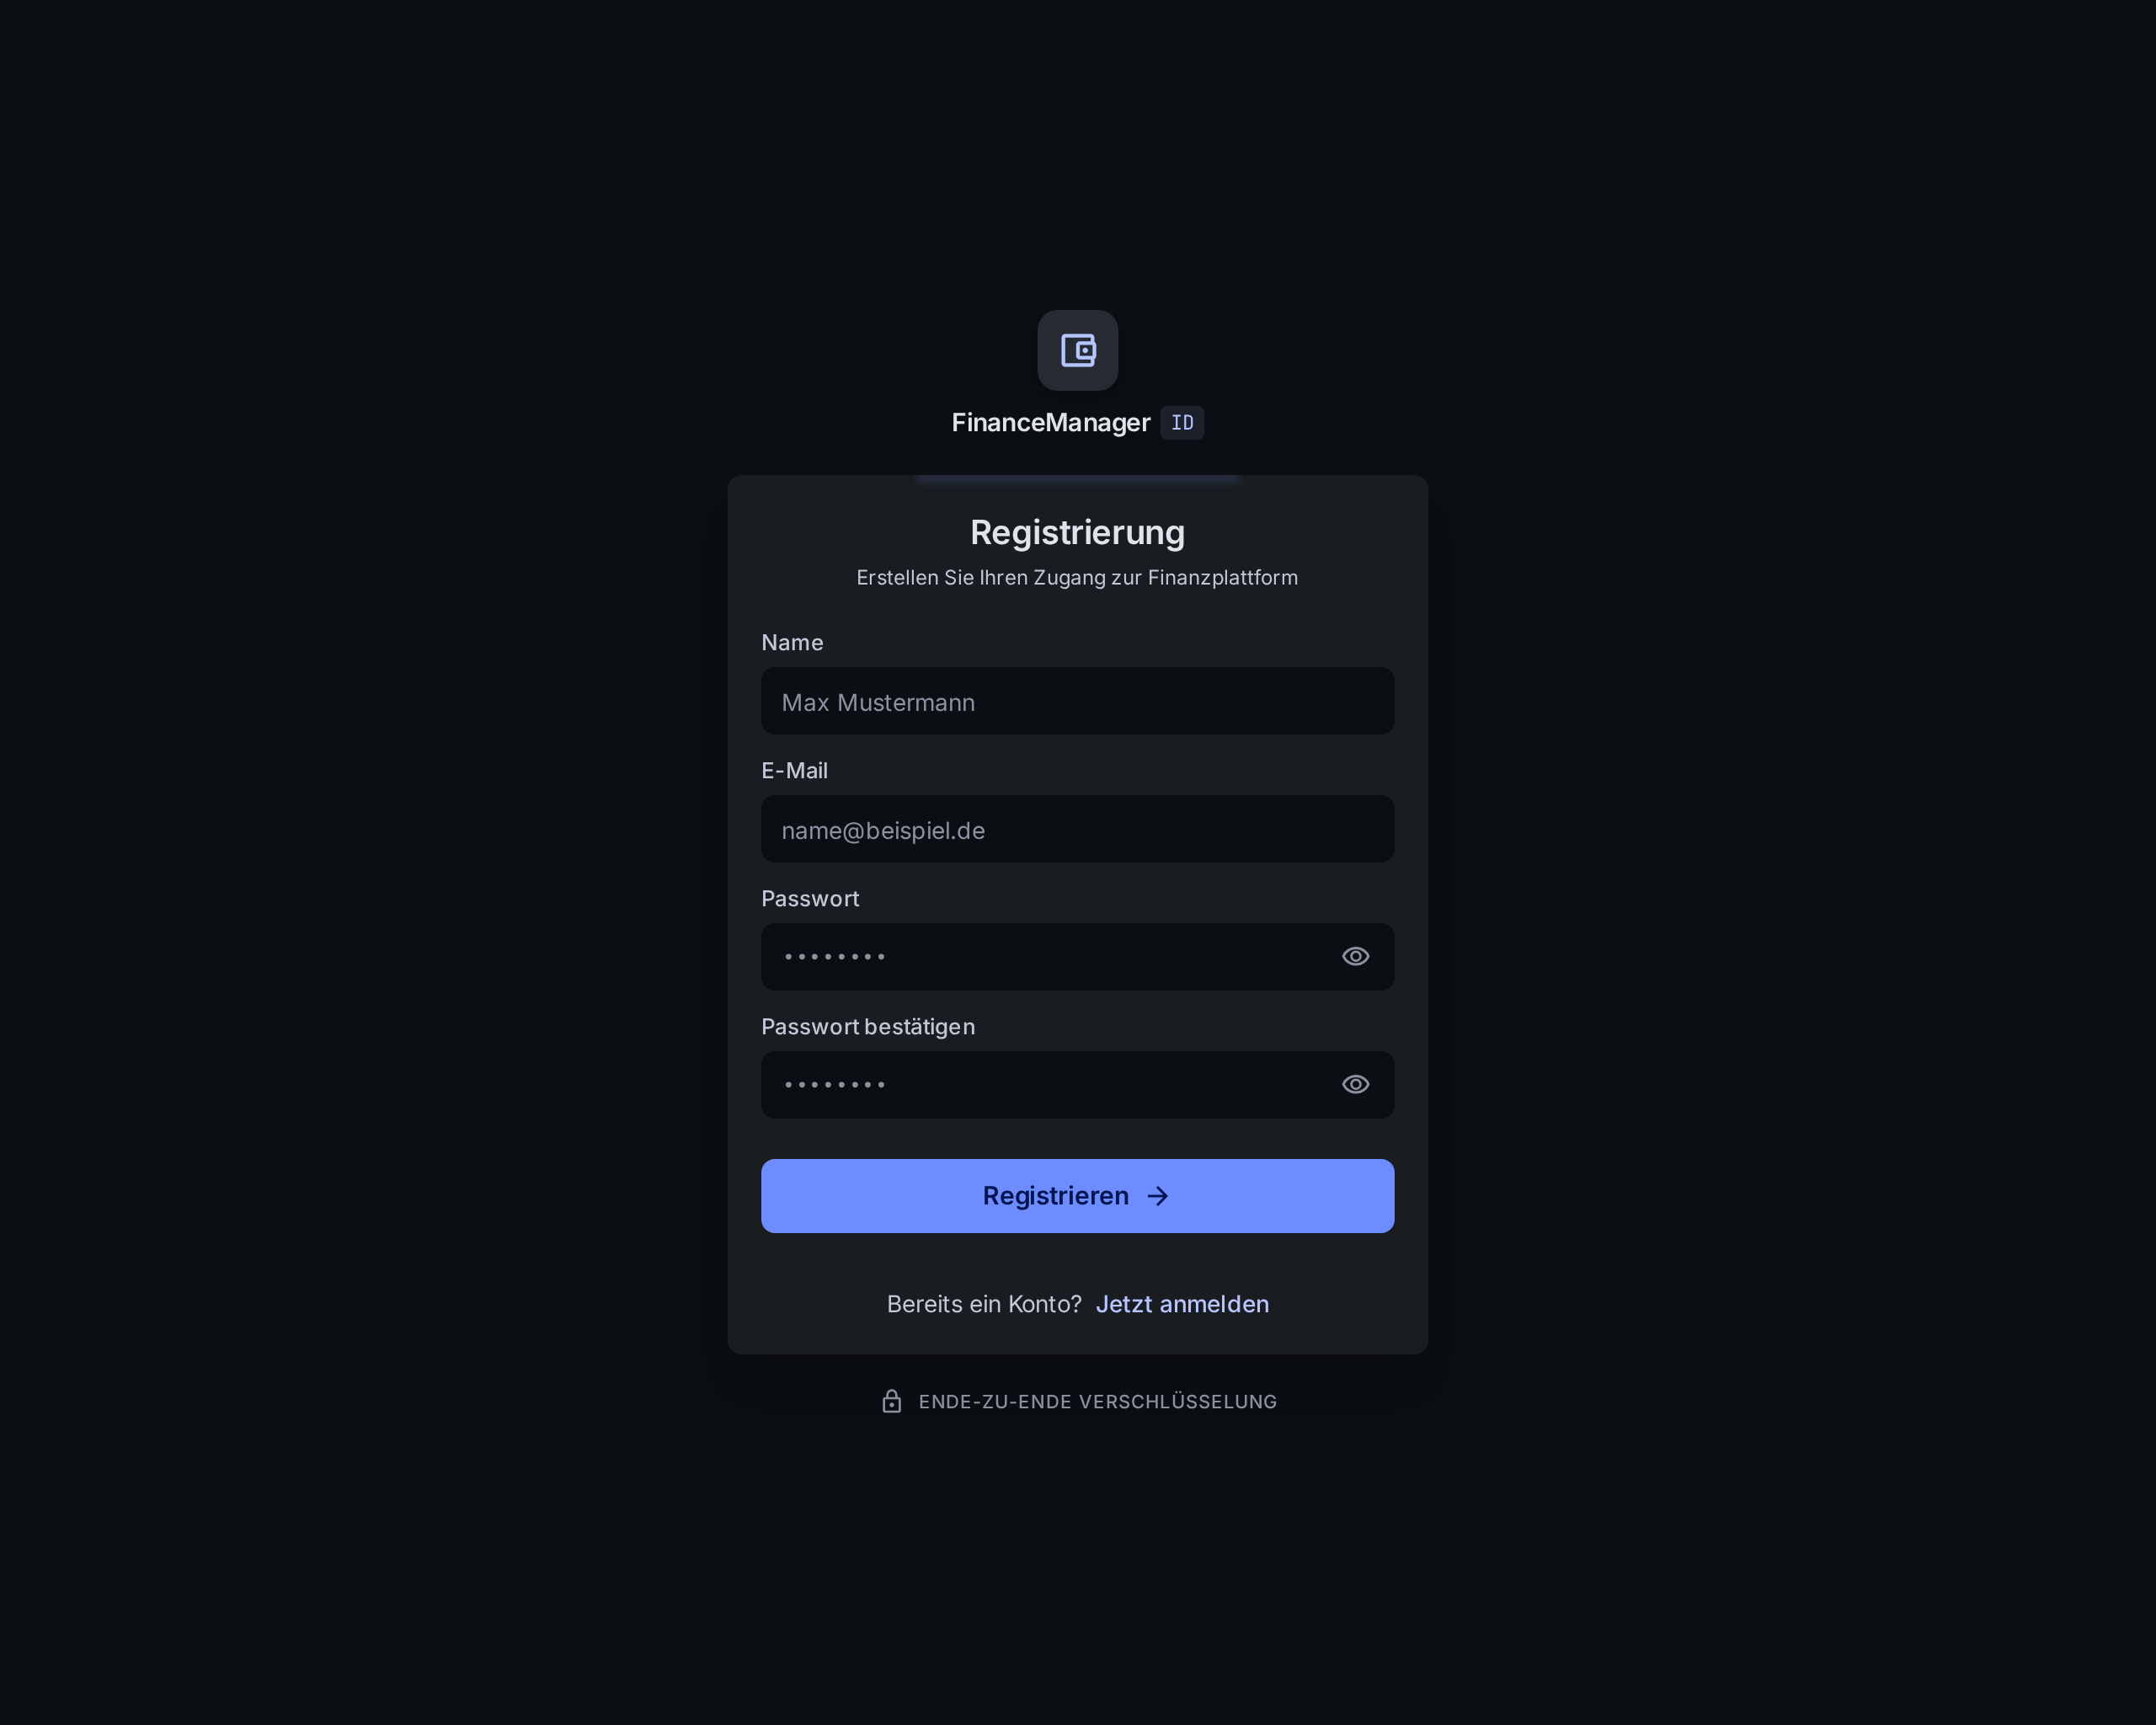 FinanceManager ID
Registrierung
Erstellen Sie Ihren Zugang zur Finanzplattform
Name
Max Mustermann
E-Mail
name@beispiel.de
Passwort
••••••••
Passwort bestätigen
••••••••
Registrieren →
Bereits ein Konto? Jetzt anmelden
ENDE-ZU-ENDE VERSCHLÜSSELUNG